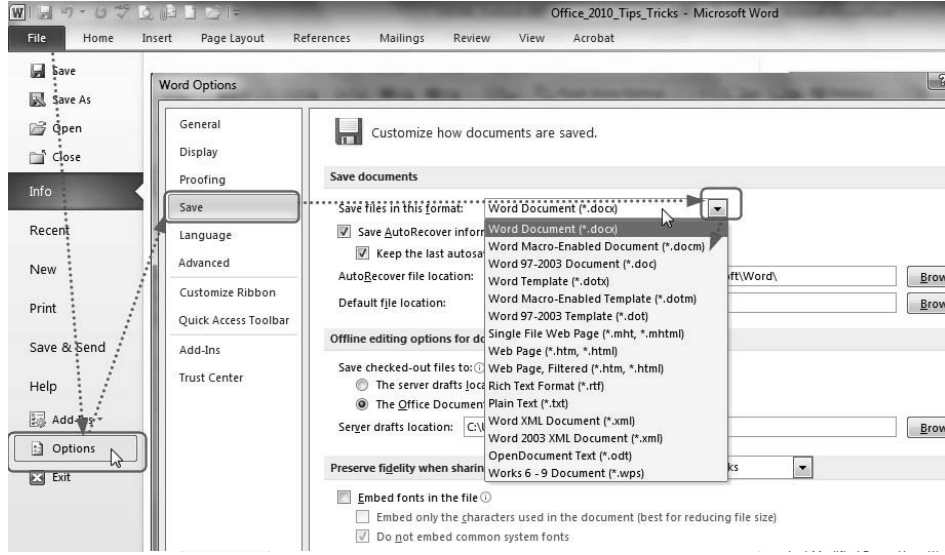 Office_2010_Tips_Tricks - Microsoft Word
File Home Insert Page Layout References Mailings Review View Acrobat
Save
Save As
Open
Close
Info
Recent
New
Print
Save & Send
Help
Add-Ins
Options
Exit
Word Options
General
Display
Proofing
Save
Language
Advanced
Customize Ribbon
Quick Access Toolbar
Add-Ins
Trust Center
Customize how documents are saved.
Save documents
Save files in this format: Word Document (*.docx)
Save AutoRecover infor
Keep the last autosa
AutoRecover file location: ft\Word\ Brow
Default file location: Brow
Word Document (*.docx)
Word Macro-Enabled Document (*.docm)
Word 97-2003 Document (*.doc)
Word Template (*.dotx)
Word Macro-Enabled Template (*.dotm)
Word 97-2003 Template (*.dot)
Single File Web Page (*.mht, *.mhtml)
Web Page (*.htm, *.html)
Web Page, Filtered (*.htm, *.html)
Rich Text Format (*.rtf)
Plain Text (*.txt)
Word XML Document (*.xml)
Word 2003 XML Document (*.xml)
OpenDocument Text (*.odt)
Works 6 - 9 Document (*.wps)
Offline editing options for do
Save checked-out files to:
The server drafts loca
The Office Documen
Server drafts location: C:\U Brow
Preserve fidelity when sharin ks
Embed fonts in the file
Embed only the characters used in the document (best for reducing file size)
Do not embed common system fonts